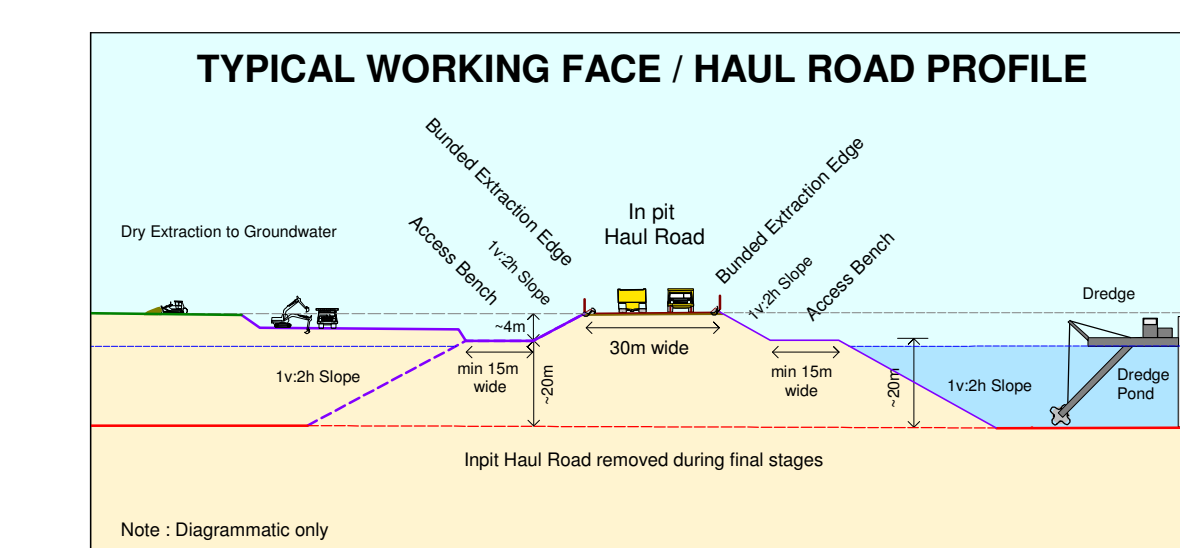 TYPICAL WORKING FACE / HAUL ROAD PROFILE
Bunded Extraction Edge
Bunded Extraction Edge
In pit
Haul Road
Dry Extraction to Groundwater
Access Bench
1v:2h Slope
1v:2h Slope
Access Bench
Dredge
~4m
30m wide
min 15m
wide
~20m
1v:2h Slope
min 15m
wide
~20m
1v:2h Slope
Dredge
Pond
Inpit Haul Road removed during final stages
Note : Diagrammatic only